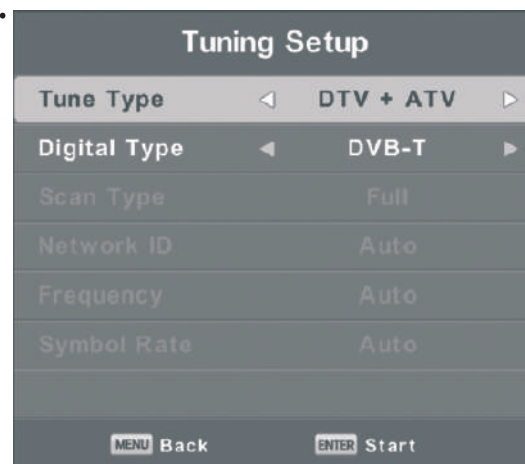 Tuning Setup
Tune Type DTV + ATV
Digital Type DVB-T
Scan Type Full
Network ID Auto
Frequency Auto
Symbol Rate Auto
MENU Back ENTER Start